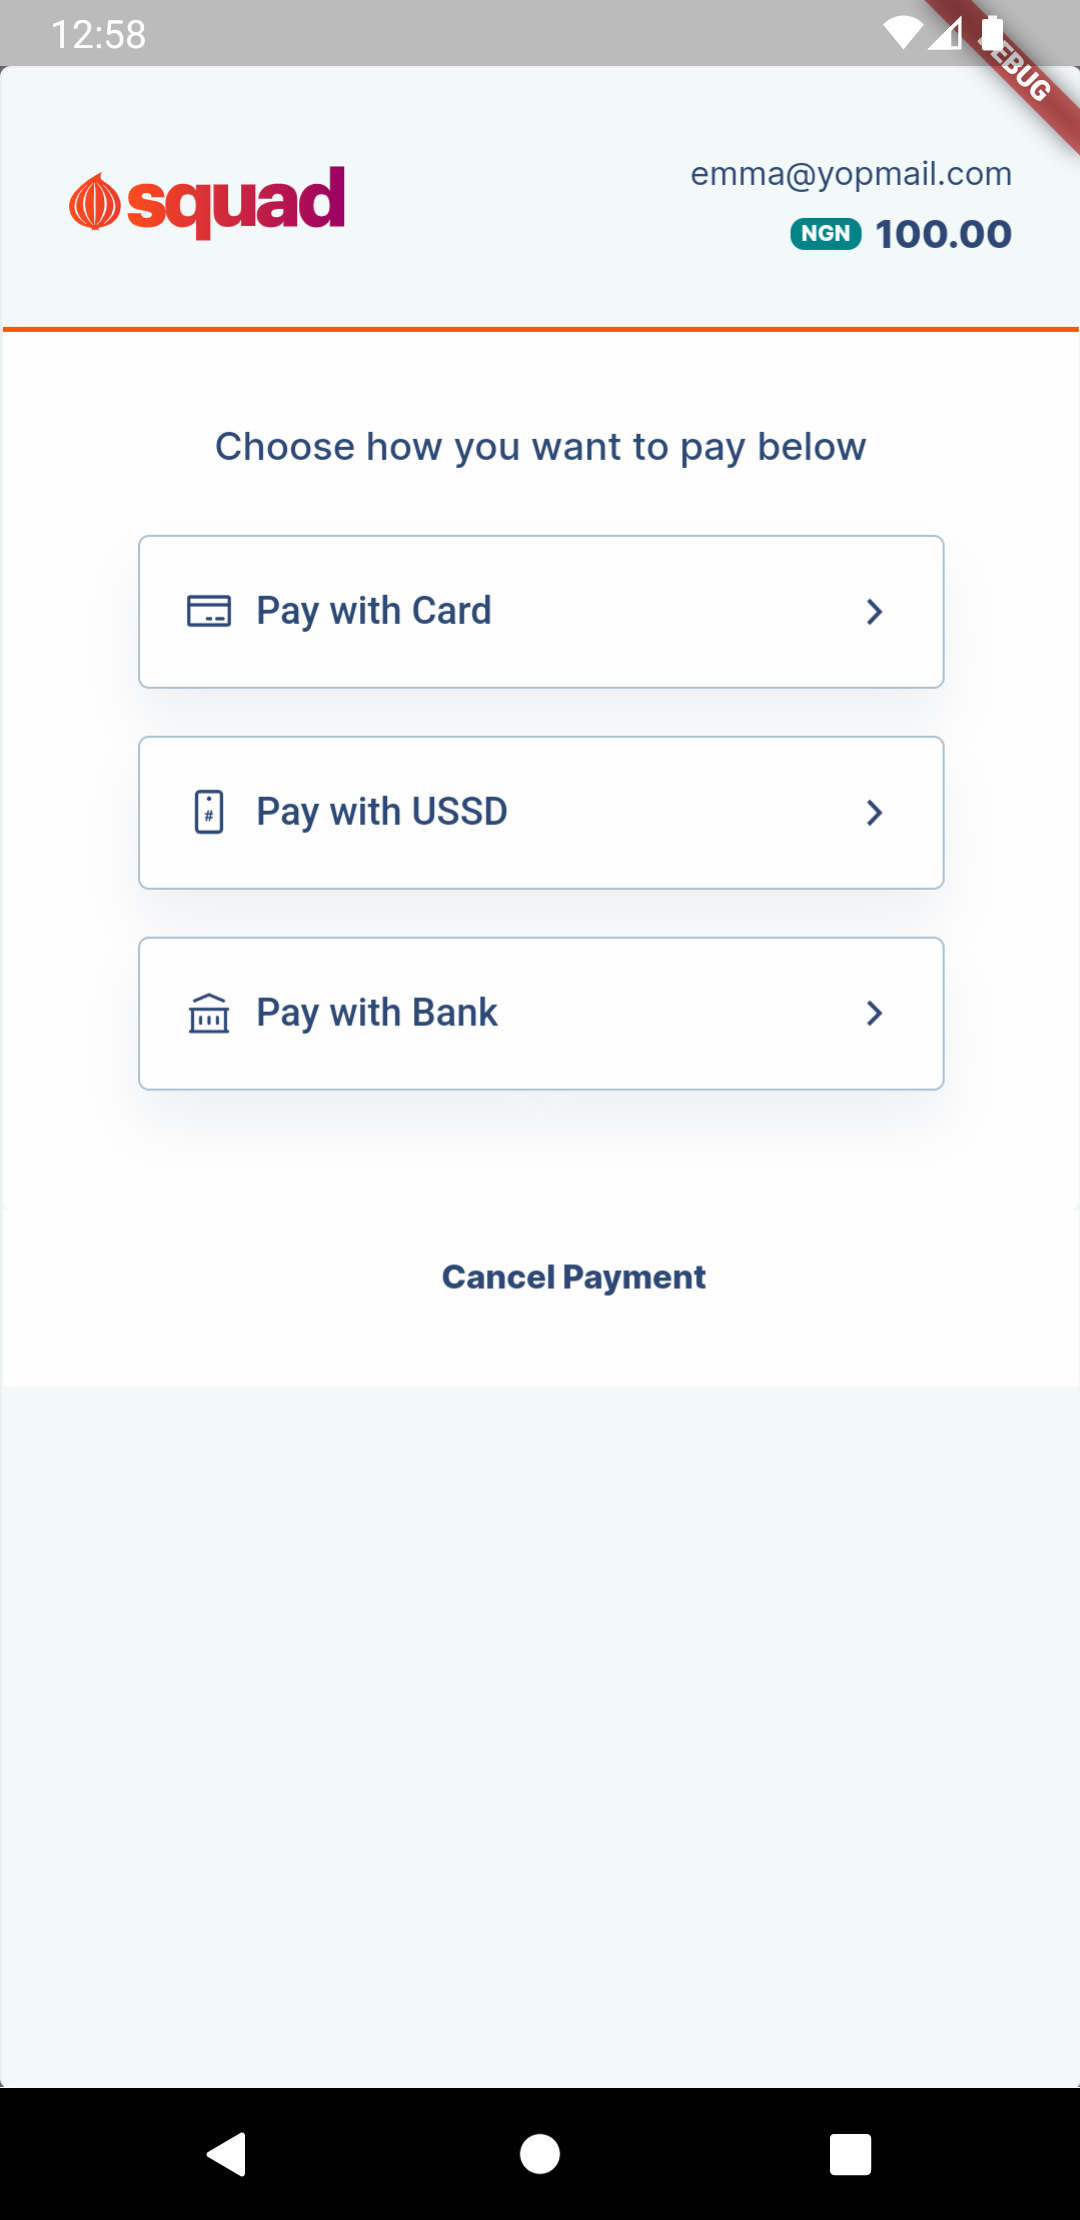 12:58
DEBUG
squad
emma@yopmail.com
NGN 100.00
Choose how you want to pay below
Pay with Card
# Pay with USSD
Pay with Bank
Cancel Payment